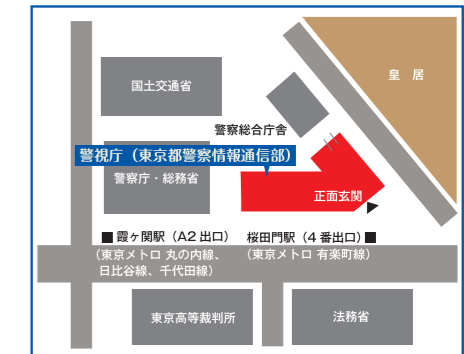 皇 居
国土交通省
警察総合庁舎
警視庁（東京都警察情報通信部）
警察庁・総務省
正面玄関
■霞ヶ関駅（A2 出口）
（東京メトロ 丸の内線、
日比谷線、千代田線）
桜田門駅（4 番出口）■
（東京メトロ 有楽町線）
東京高等裁判所
法務省